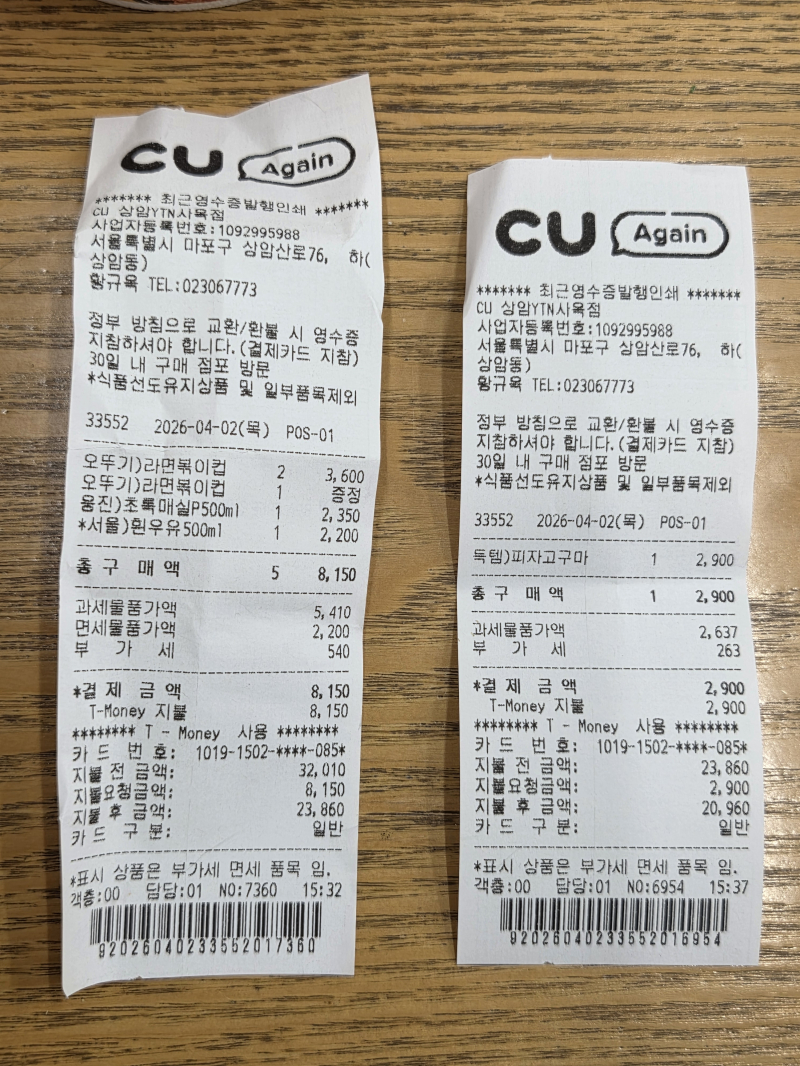 CU Again
******* 최근영수증발행인쇄 *******
CU 상암YTN사옥점
사업자등록번호:1092995988
서울특별시 마포구 상암산로76, 하(
상암동)
황규옥 TEL:023067773
정부 방침으로 교환/환불 시 영수증
지참하셔야 합니다.(결제카드 지참)
30일 내 구매 점포 방문
*식품선도유지상품 및 일부품목제외
33552 2026-04-02(목) POS-01
오뚜기)라면볶이컵 2 3,600
오뚜기)라면볶이컵 1 증정
웅진)초록매실P500ml 1 2,350
*서울)흰우유500ml 1 2,200
총 구 매 액 5 8,150
과세물품가액 5,410
면세물품가액 2,200
부 가 세 540
*결 제 금 액 8,150
T-Money 지불 8,150
******** T - Money 사용 ********
카 드 번 호: 1019-1502-****-085*
지불 전 금액: 32,010
지불요청금액: 8,150
지불 후 금액: 23,860
카 드 구 분: 일반
*표시 상품은 부가세 면세 품목 임.
객층:00 담당:01 NO:7360 15:32
9202604023355201736​0
CU Again
******* 최근영수증발행인쇄 *******
CU 상암YTN사옥점
사업자등록번호:1092995988
서울특별시 마포구 상암산로76, 하(
상암동)
황규옥 TEL:023067773
정부 방침으로 교환/환불 시 영수증
지참하셔야 합니다.(결제카드 지참)
30일 내 구매 점포 방문
*식품선도유지상품 및 일부품목제외
33552 2026-04-02(목) POS-01
득템)피자고구마 1 2,900
총 구 매 액 1 2,900
과세물품가액 2,637
부 가 세 263
*결 제 금 액 2,900
T-Money 지불 2,900
******** T - Money 사용 ********
카 드 번 호: 1019-1502-****-085*
지불 전 금액: 23,860
지불요청금액: 2,900
지불 후 금액: 20,960
카 드 구 분: 일반
*표시 상품은 부가세 면세 품목 임.
객층:00 담당:01 NO:6954 15:37
92026040233552016954